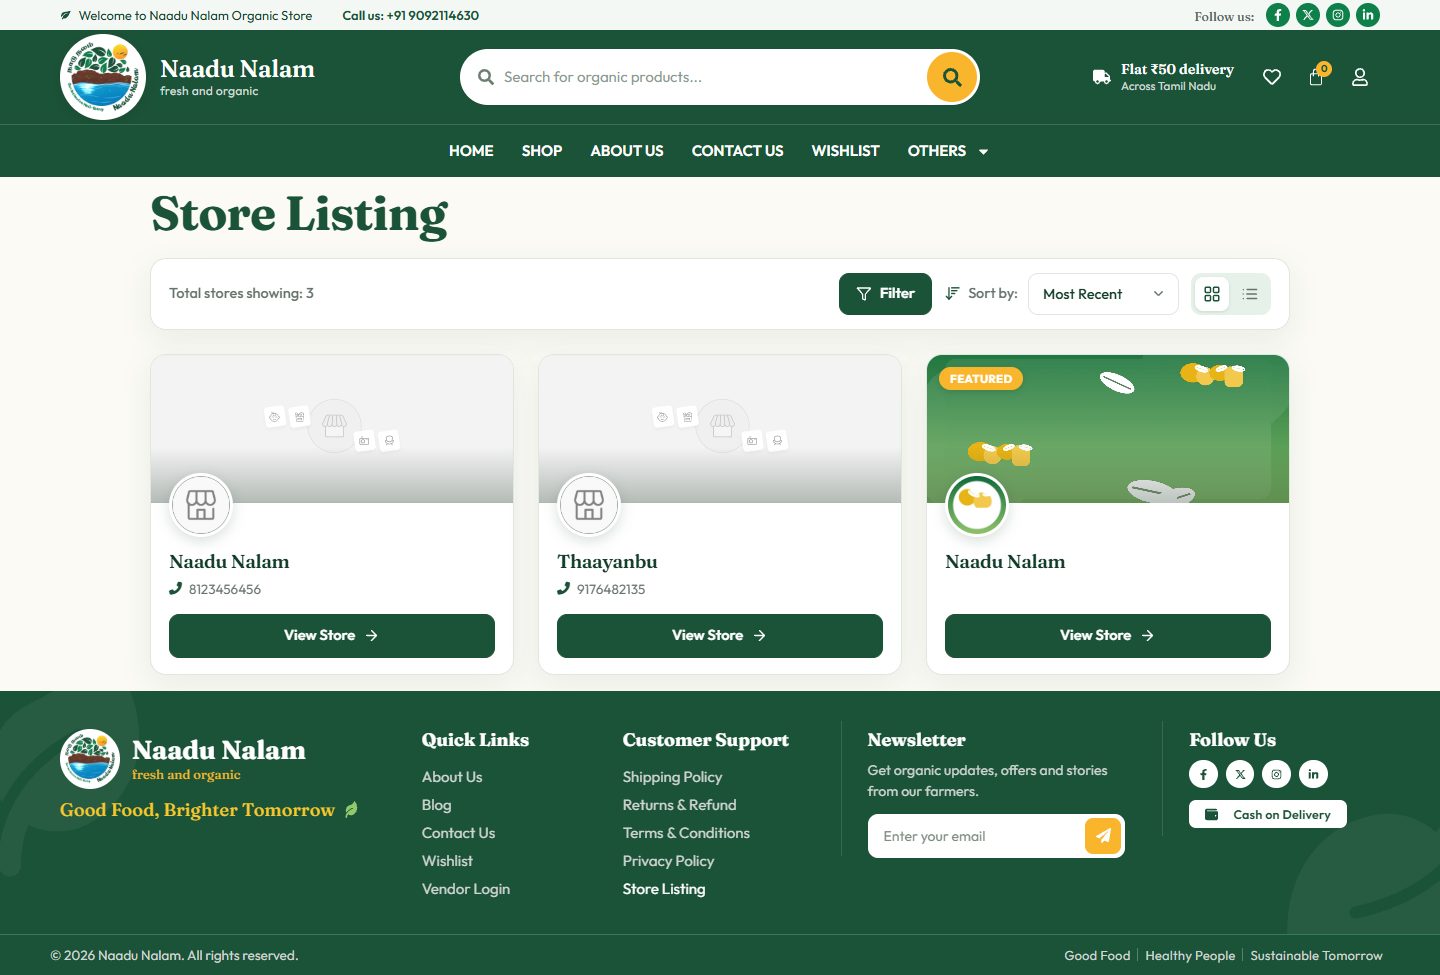 Welcome to Naadu Nalam Organic Store
Call us: +91 9092114630
Follow us:
Naadu Nalam
fresh and organic
Search for organic products...
Flat ₹50 delivery
Across Tamil Nadu
0
HOME
SHOP
ABOUT US
CONTACT US
WISHLIST
OTHERS
Store Listing
Total stores showing: 3
Filter
Sort by:
Most Recent
FEATURED
Naadu Nalam
8123456456
View Store
Thaayanbu
9176482135
View Store
Naadu Nalam
View Store
Naadu Nalam
fresh and organic
Good Food, Brighter Tomorrow
Quick Links
About Us
Blog
Contact Us
Wishlist
Vendor Login
Customer Support
Shipping Policy
Returns & Refund
Terms & Conditions
Privacy Policy
Store Listing
Newsletter
Get organic updates, offers and stories
from our farmers.
Enter your email
Follow Us
Cash on Delivery
© 2026 Naadu Nalam. All rights reserved.
Good Food
Healthy People
Sustainable Tomorrow